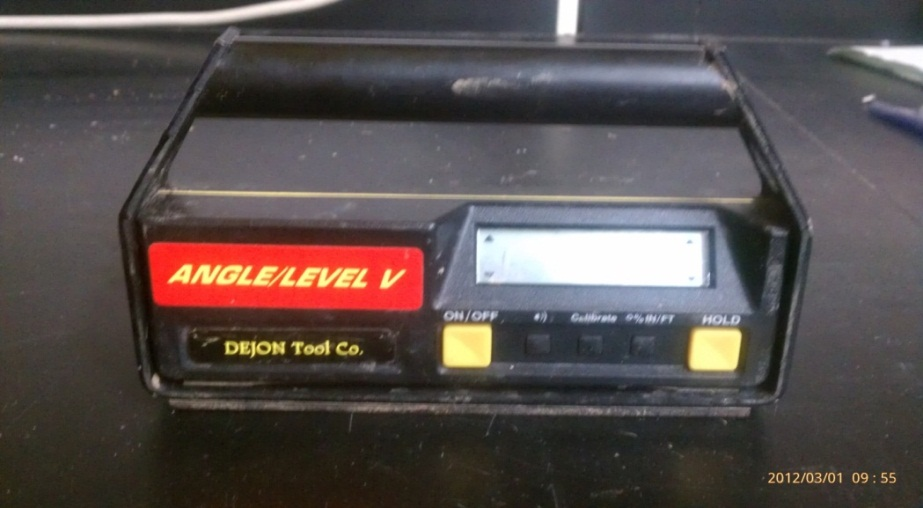 ANGLE/LEVEL V
ON/OFF Calibrate °%IN/FT HOLD
DEJON Tool Co.
2012/03/01 09:55